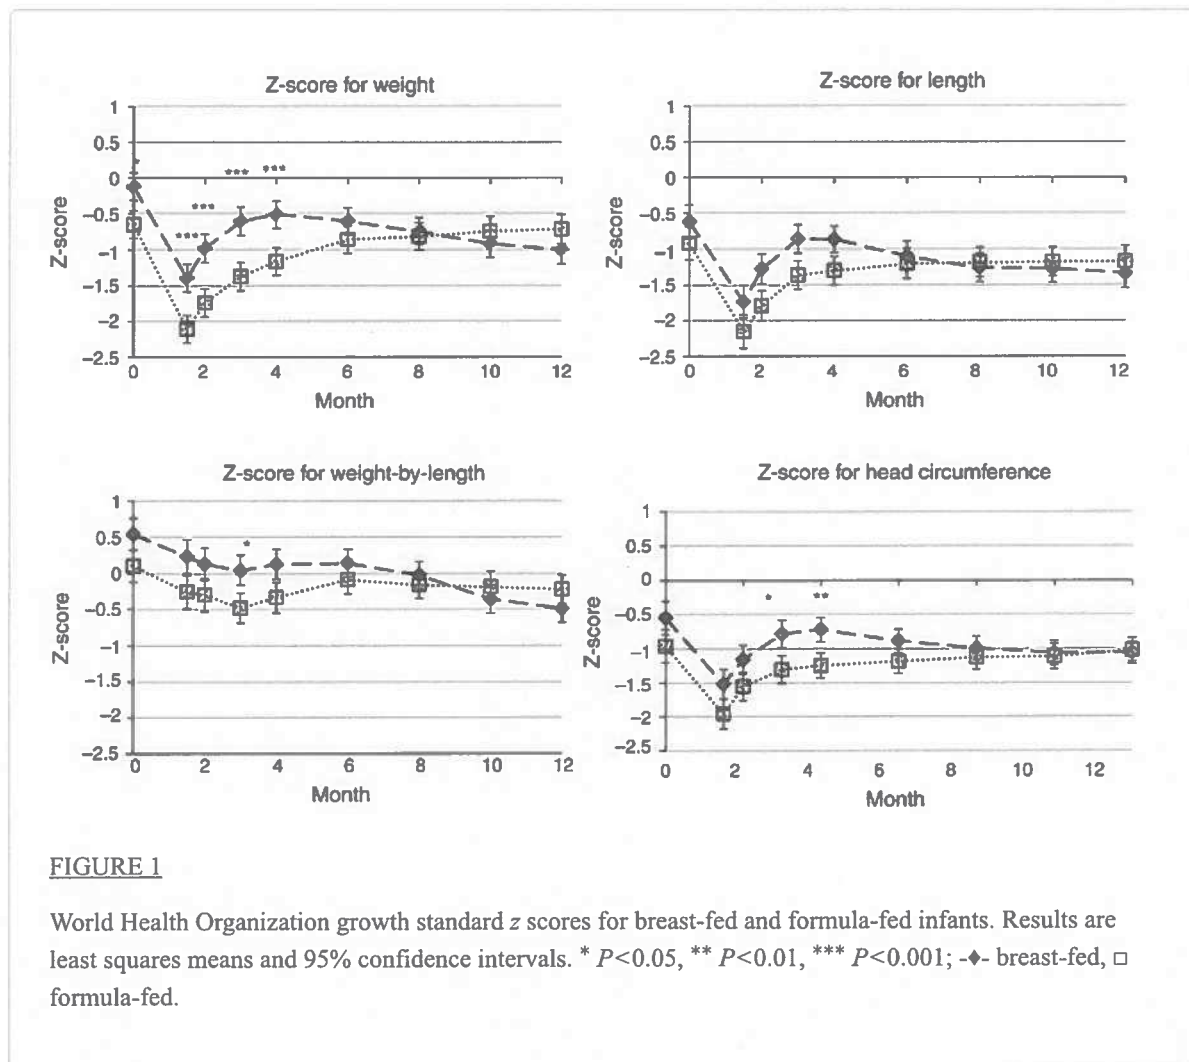 Z-score for weight
1
0.5
0
−0.5
−1
−1.5
−2
−2.5
Z-score
*
***
***
***
***
0 2 4 6 8 10 12
Month
Z-score for length
1
0.5
0
−0.5
−1
−1.5
−2
−2.5
Z-score
0 2 4 6 8 10 12
Month
Z-score for weight-by-length
1
0.5
0
−0.5
−1
−1.5
−2
−2.5
Z-score
*
0 2 4 6 8 10 12
Month
Z-score for head circumference
1
0.5
0
−0.5
−1
−1.5
−2
−2.5
Z-score
*
**
0 2 4 6 8 10 12
Month
FIGURE 1
World Health Organization growth standard z scores for breast-fed and formula-fed infants. Results are
least squares means and 95% confidence intervals. * P<0.05, ** P<0.01, *** P<0.001; -◆- breast-fed, □
formula-fed.